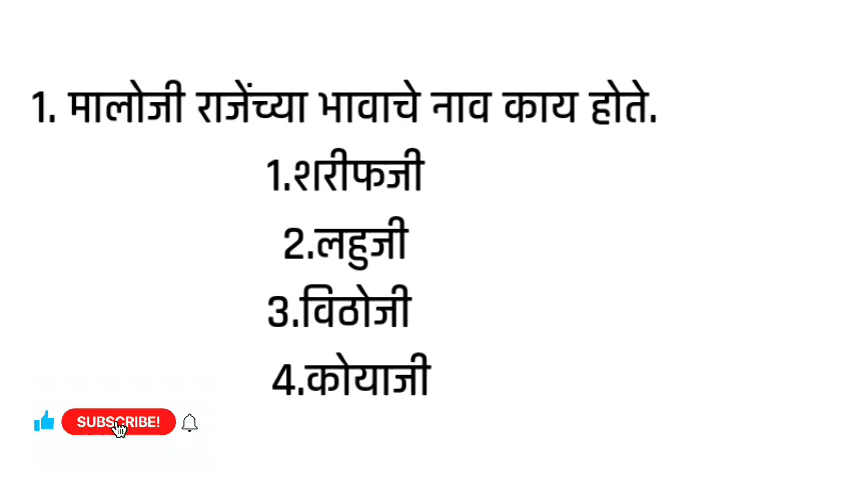 1. मालोजी राजेंच्या भावाचे नाव काय होते.
1.शरीफजी
2.लहुजी
3.विठोजी
4.कोयाजी
SUBSCRIBE!